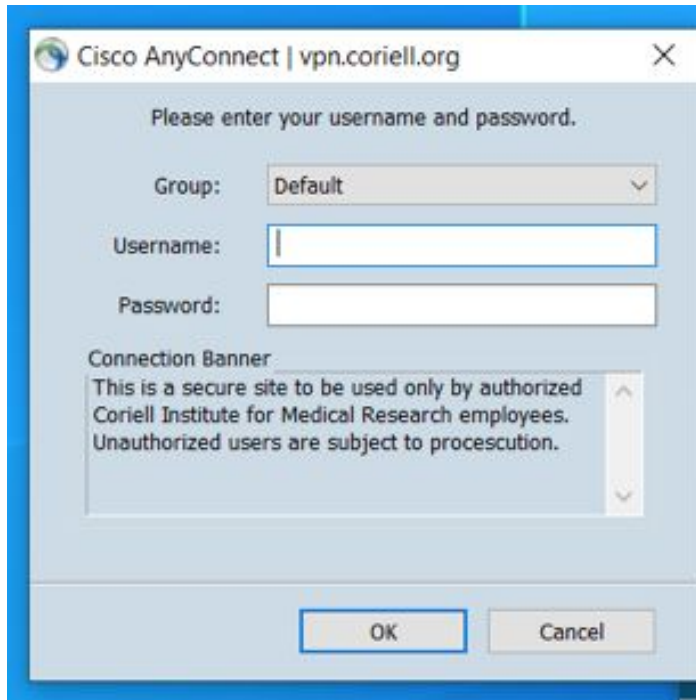 Cisco AnyConnect | vpn.coriell.org
Please enter your username and password.
Group: Default
Username:
Password:
Connection Banner
This is a secure site to be used only by authorized
Coriell Institute for Medical Research employees.
Unauthorized users are subject to procescution.
OK Cancel